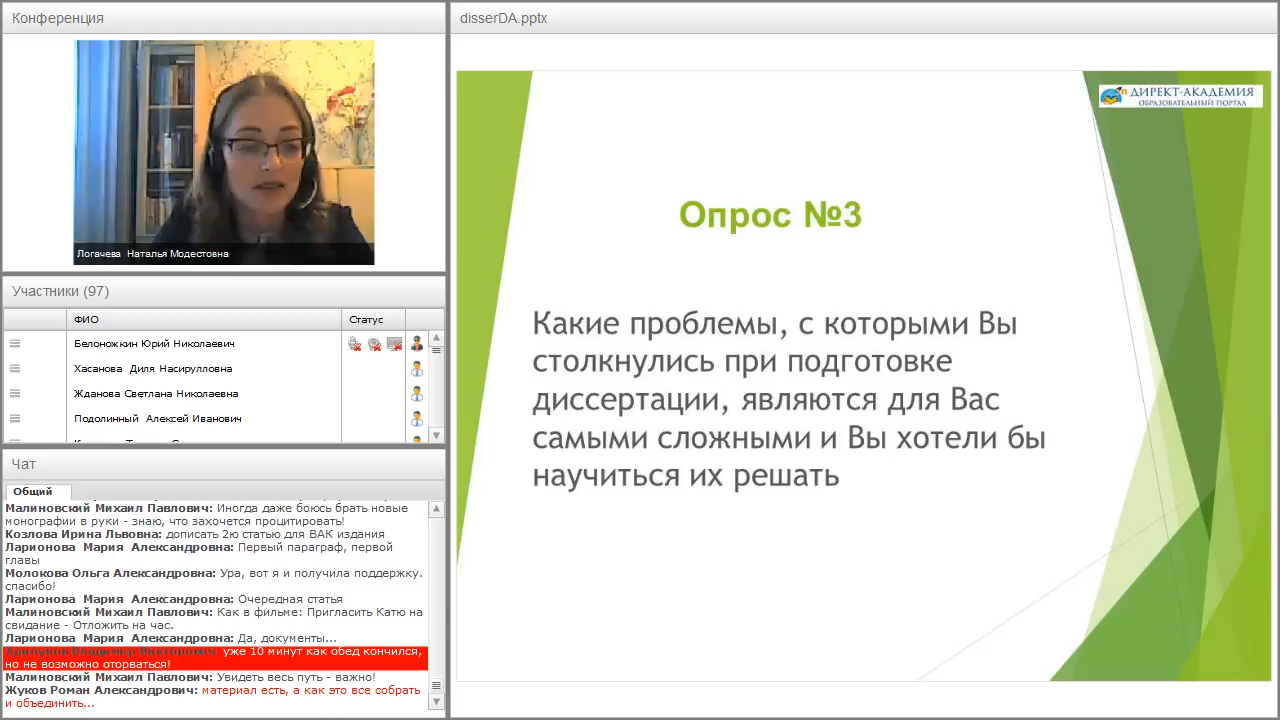 Конференция
Логачева Наталья Модестовна
Участники (97)
ФИО Статус
Белоножкин Юрий Николаевич
Хасанова Диля Насирулловна
Жданова Светлана Николаевна
Подолинный Алексей Иванович
Чат
Общий
Малиновский Михаил Павлович: Иногда даже боюсь брать новые
монографии в руки - знаю, что захочется процитировать!
Козлова Ирина Львовна: дописать 2ю статью для ВАК издания
Ларионова Мария Александровна: Первый параграф, первой
главы
Молокова Ольга Александровна: Ура, вот я и получила поддержку.
спасибо!
Ларионова Мария Александровна: Очередная статья
Малиновский Михаил Павлович: Как в фильме: Пригласить Катю на
свидание - Отложить на час.
Ларионова Мария Александровна: Да, документы...
Владимир Викторович: уже 10 минут как обед кончился,
но не возможно оторваться!
Малиновский Михаил Павлович: Увидеть весь путь - важно!
Жуков Роман Александрович: материал есть, а как это все собрать
и объединить...
disserDA.pptx
ДИРЕКТ-АКАДЕМИЯ
ОБРАЗОВАТЕЛЬНЫЙ ПОРТАЛ
Опрос №3
Какие проблемы, с которыми Вы
столкнулись при подготовке
диссертации, являются для Вас
самыми сложными и Вы хотели бы
научиться их решать